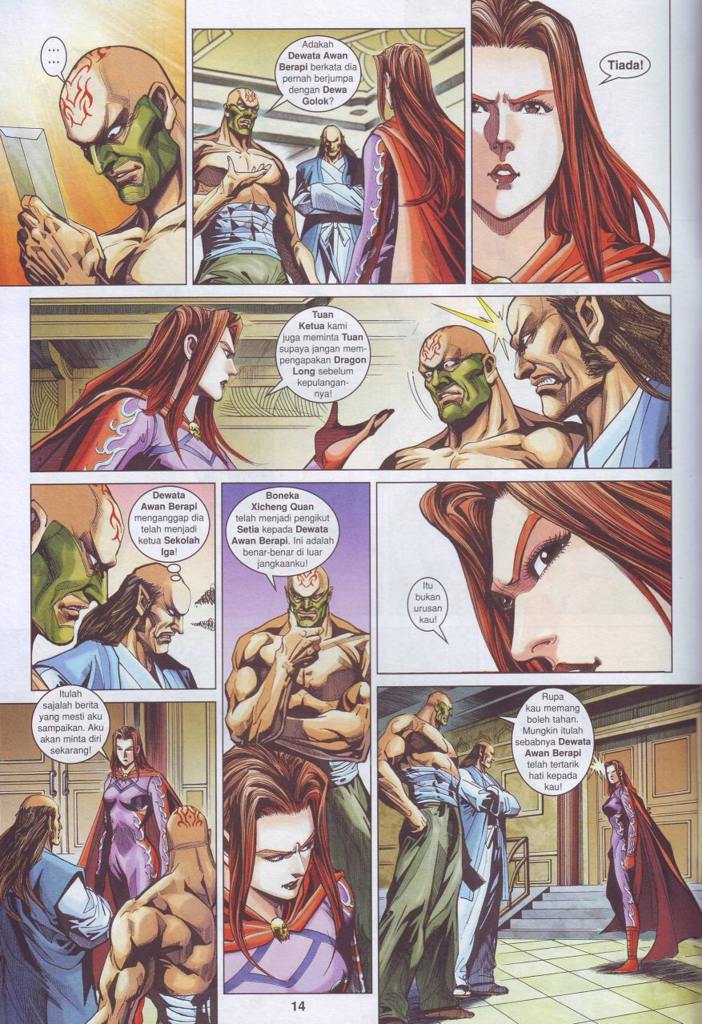 ...
...
Adakah
Dewata Awan
Berapi berkata dia
pernah berjumpa
dengan Dewa
Golok?
Tiada!
Tuan
Ketua kami
juga meminta Tuan
supaya jangan mem-
pengapakan Dragon
Long sebelum
kepulangan-
nya!
Dewata
Awan Berapi
menganggap dia
telah menjadi
ketua Sekolah
Iga!
Boneka
Xicheng Quan
telah menjadi pengikut
Setia kepada Dewata
Awan Berapi. Ini adalah
benar-benar di luar
jangkaanku!
Itu
bukan
urusan
kau!
Itulah
sajalah berita
yang mesti aku
sampaikan. Aku
akan minta diri
sekarang!
Rupa
kau memang
boleh tahan.
Mungkin itulah
sebabnya Dewata
Awan Berapi
telah tertarik
hati kepada
kau!
14